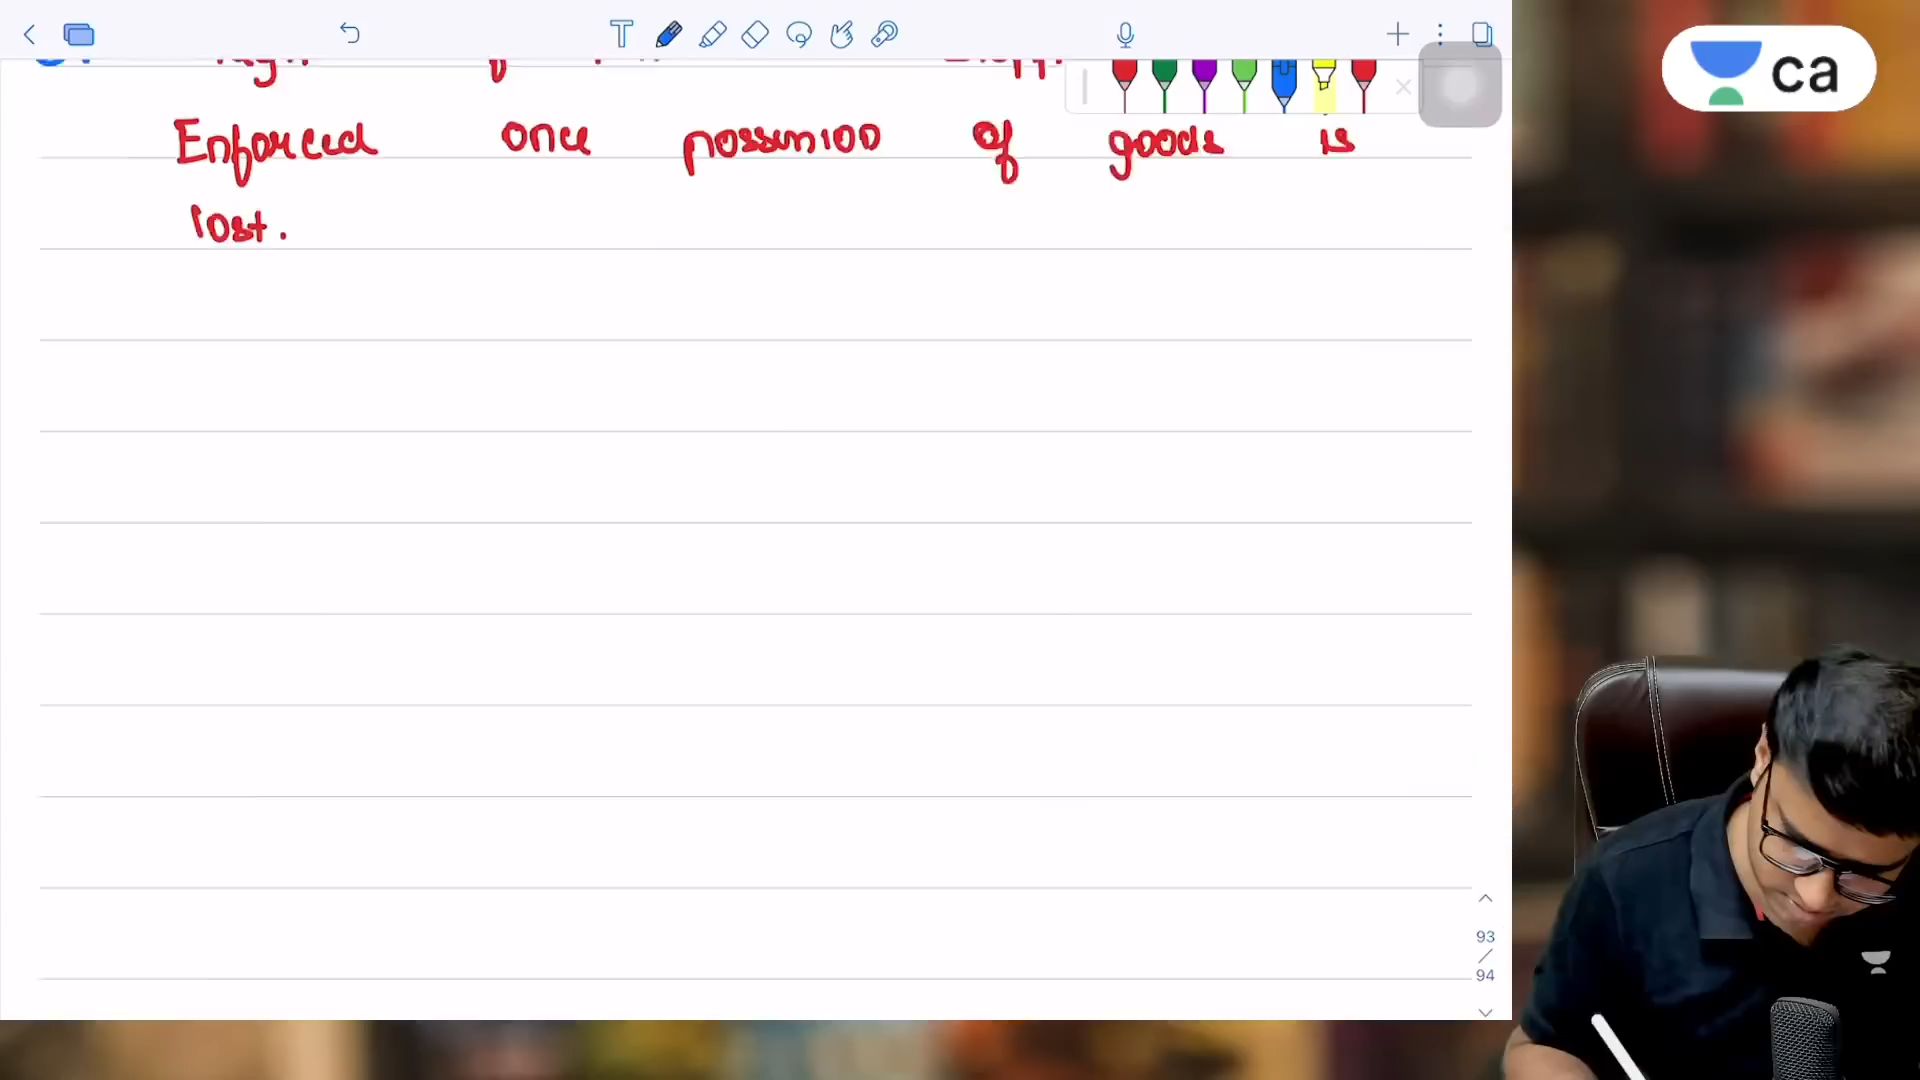 ca
Enforced once possession of goods is
lost.
93
/
94